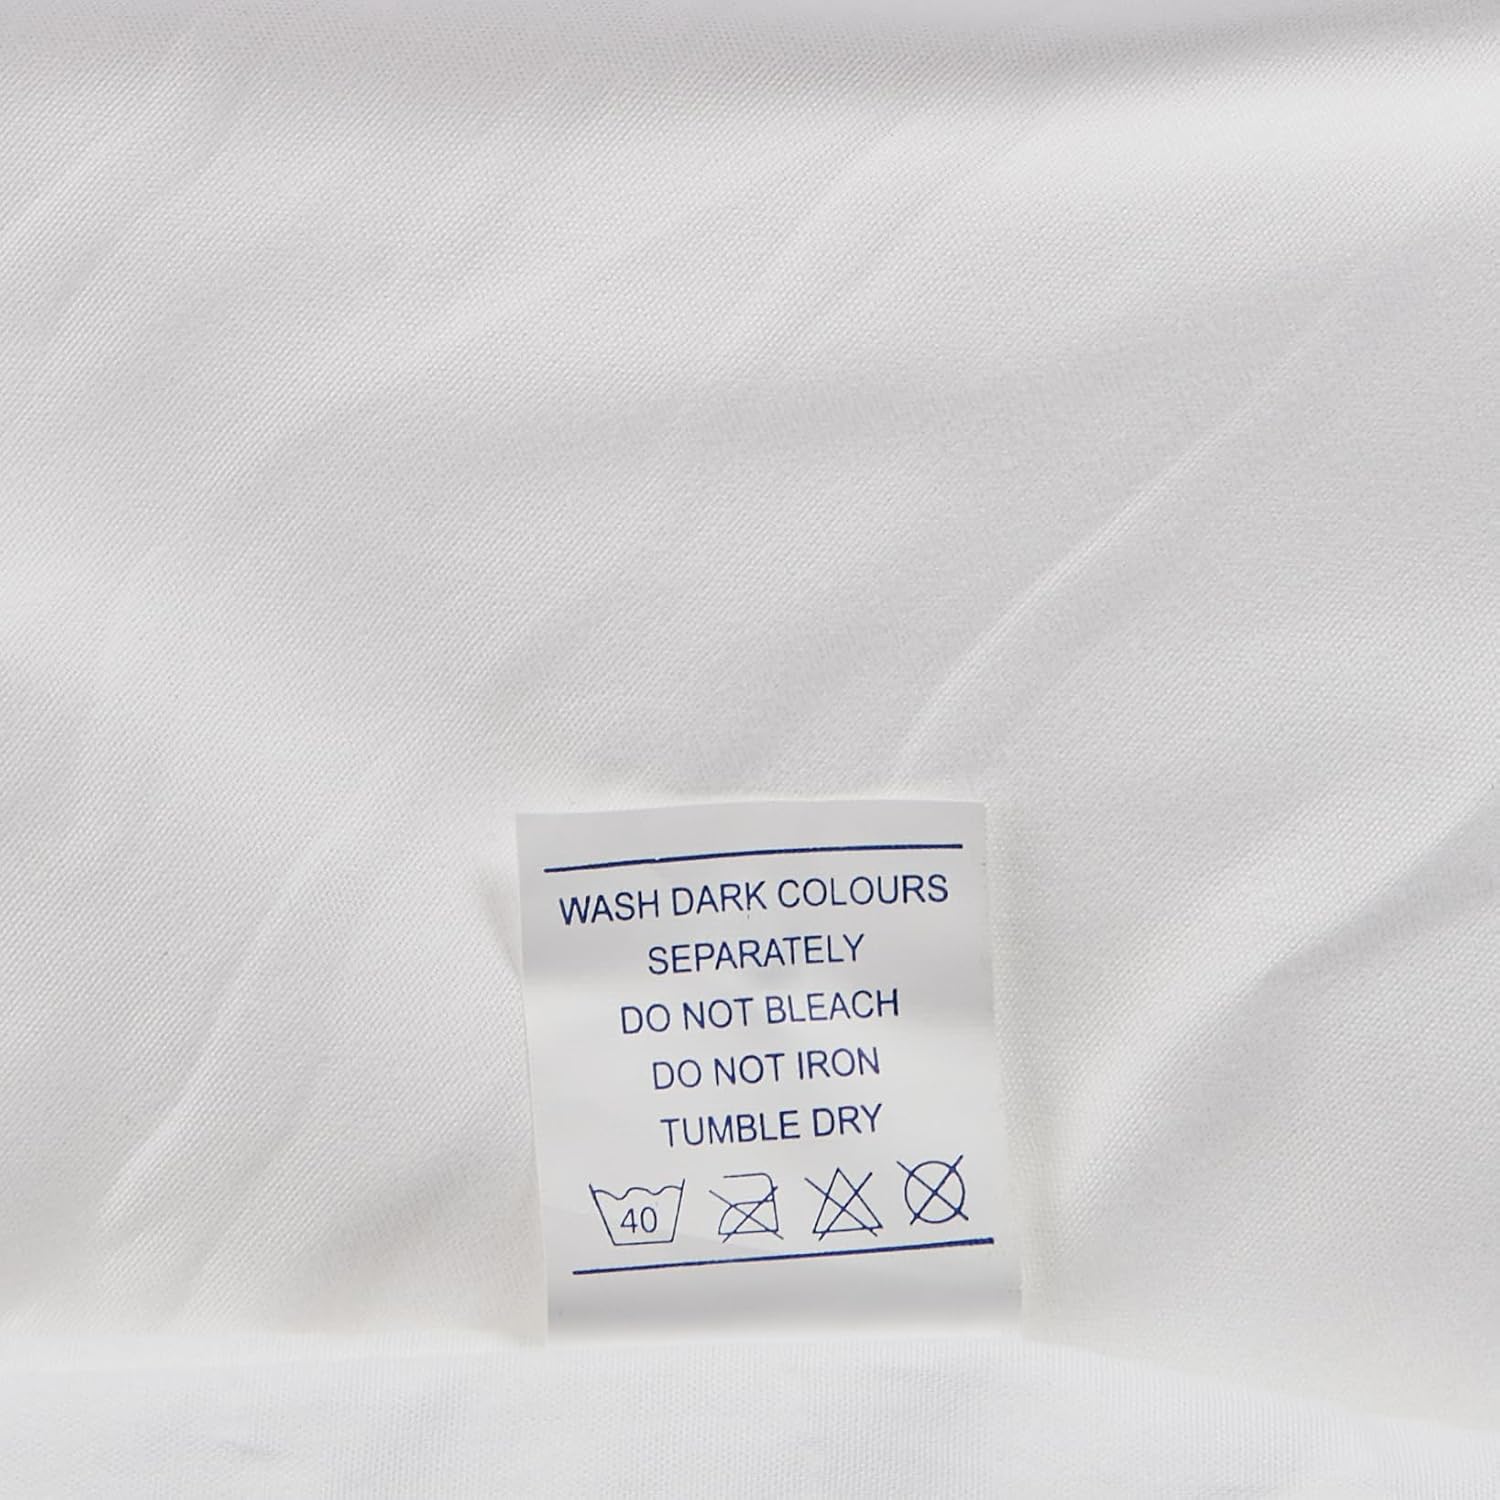 WASH DARK COLOURS
SEPARATELY
DO NOT BLEACH
DO NOT IRON
TUMBLE DRY
40